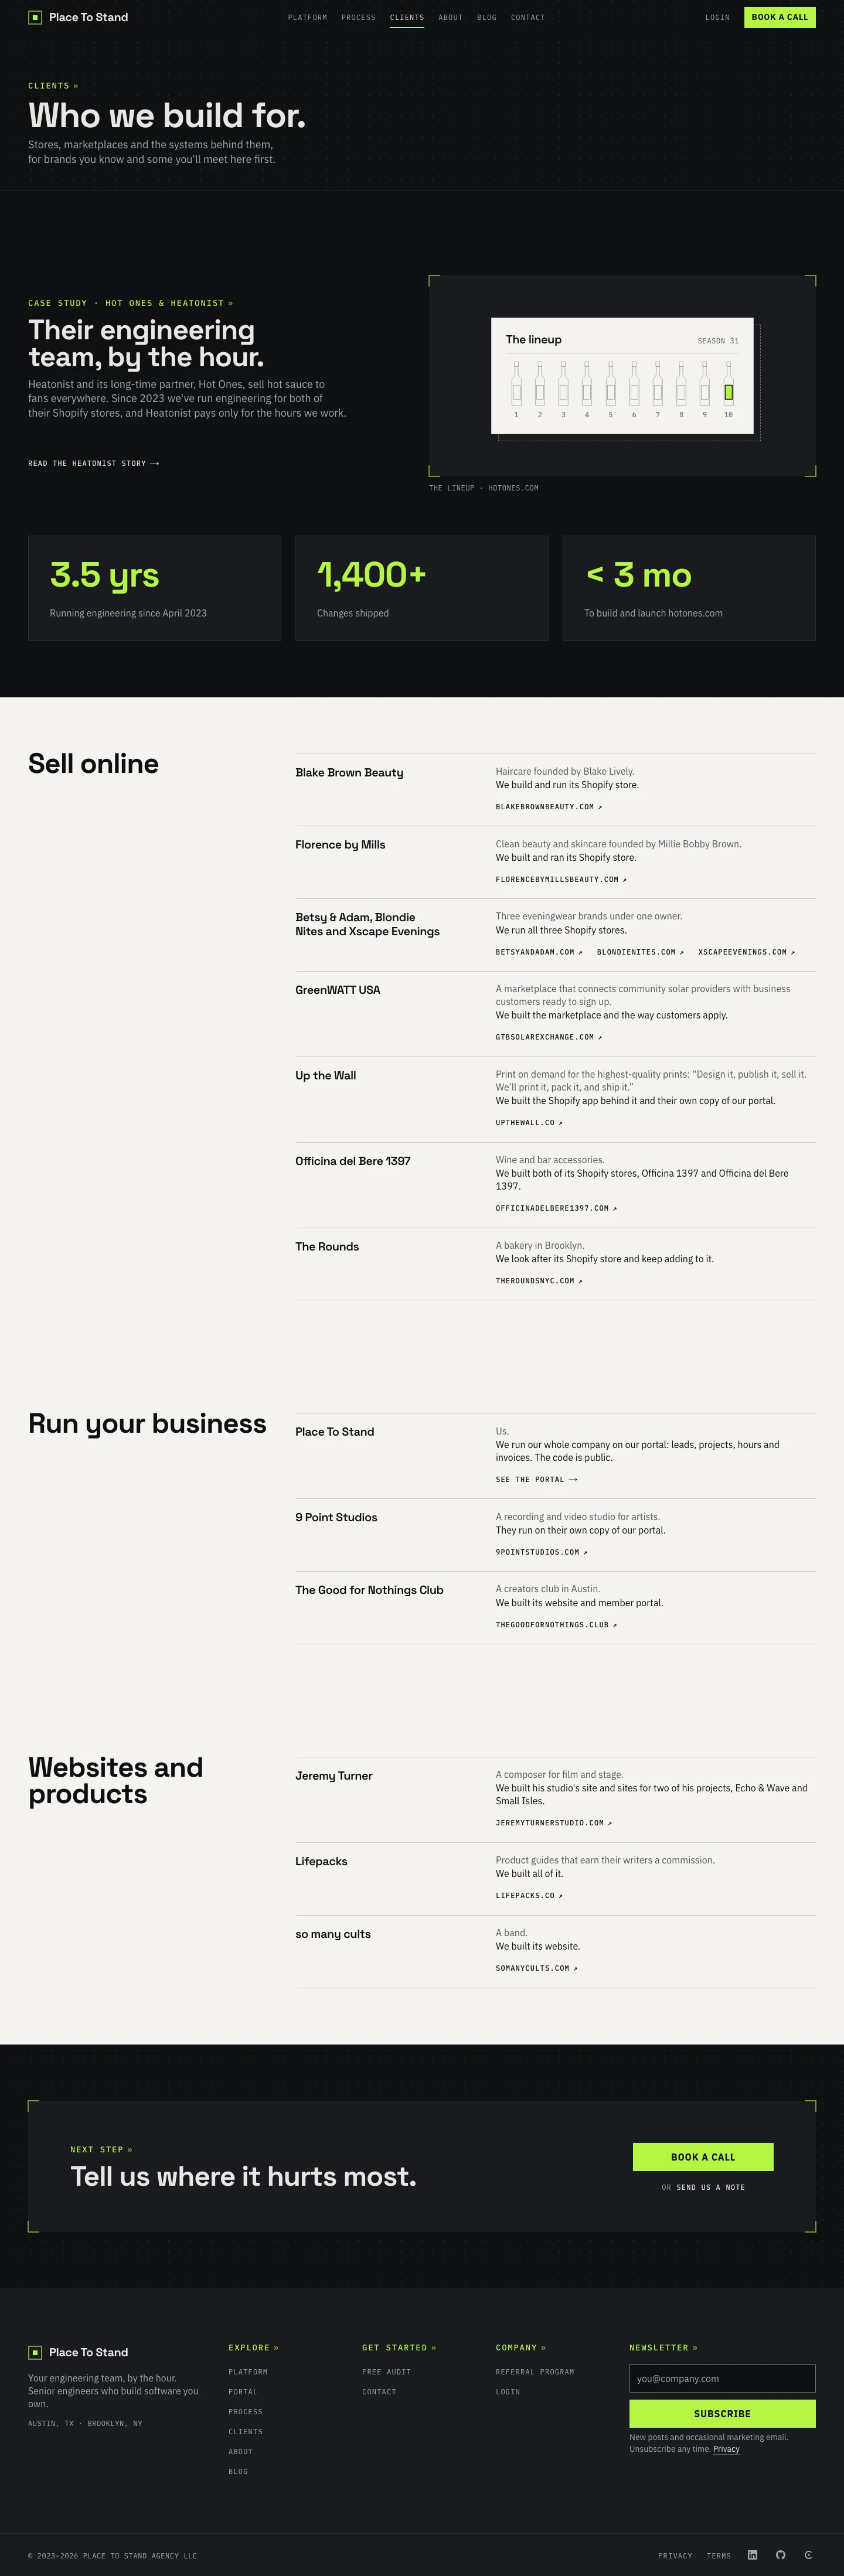 Place To Stand
PLATFORM PROCESS CLIENTS ABOUT BLOG CONTACT
LOGIN BOOK A CALL
CLIENTS »
Who we build for.
Stores, marketplaces and the systems behind them,
for brands you know and some you'll meet here first.
CASE STUDY · HOT ONES & HEATONIST »
Their engineering
team, by the hour.
Heatonist and its long-time partner, Hot Ones, sell hot sauce to
fans everywhere. Since 2023 we've run engineering for both of
their Shopify stores, and Heatonist pays only for the hours we work.
READ THE HEATONIST STORY →
The lineup SEASON 31
1 2 3 4 5 6 7 8 9 10
THE LINEUP · HOTONES.COM
3.5 yrs
Running engineering since April 2023
1,400+
Changes shipped
< 3 mo
To build and launch hotones.com
Sell online
Blake Brown Beauty
Haircare founded by Blake Lively.
We build and run its Shopify store.
BLAKEBROWNBEAUTY.COM ↗
Florence by Mills
Clean beauty and skincare founded by Millie Bobby Brown.
We built and ran its Shopify store.
FLORENCEBYMILLSBEAUTY.COM ↗
Betsy & Adam, Blondie
Nites and Xscape Evenings
Three eveningwear brands under one owner.
We run all three Shopify stores.
BETSYANDADAM.COM ↗ BLONDIENITES.COM ↗ XSCAPEEVENINGS.COM ↗
GreenWATT USA
A marketplace that connects community solar providers with business
customers ready to sign up.
We built the marketplace and the way customers apply.
GTBSOLAREXCHANGE.COM ↗
Up the Wall
Print on demand for the highest-quality prints: “Design it, publish it, sell it.
We’ll print it, pack it, and ship it.”
We built the Shopify app behind it and their own copy of our portal.
UPTHEWALL.CO ↗
Officina del Bere 1397
Wine and bar accessories.
We built both of its Shopify stores, Officina 1397 and Officina del Bere
1397.
OFFICINADELBERE1397.COM ↗
The Rounds
A bakery in Brooklyn.
We look after its Shopify store and keep adding to it.
THEROUNDSNYC.COM ↗
Run your business
Place To Stand
Us.
We run our whole company on our portal: leads, projects, hours and
invoices. The code is public.
SEE THE PORTAL →
9 Point Studios
A recording and video studio for artists.
They run on their own copy of our portal.
9POINTSTUDIOS.COM ↗
The Good for Nothings Club
A creators club in Austin.
We built its website and member portal.
THEGOODFORNOTHINGS.CLUB ↗
Websites and
products
Jeremy Turner
A composer for film and stage.
We built his studio's site and sites for two of his projects, Echo & Wave and
Small Isles.
JEREMYTURNERSTUDIO.COM ↗
Lifepacks
Product guides that earn their writers a commission.
We built all of it.
LIFEPACKS.CO ↗
so many cults
A band.
We built its website.
SOMANYCULTS.COM ↗
NEXT STEP »
Tell us where it hurts most.
BOOK A CALL
OR SEND US A NOTE
Place To Stand
Your engineering team, by the hour.
Senior engineers who build software you
own.
AUSTIN, TX · BROOKLYN, NY
EXPLORE »
PLATFORM
PORTAL
PROCESS
CLIENTS
ABOUT
BLOG
GET STARTED »
FREE AUDIT
CONTACT
COMPANY »
REFERRAL PROGRAM
LOGIN
NEWSLETTER »
you@company.com
SUBSCRIBE
New posts and occasional marketing email.
Unsubscribe any time. Privacy
© 2023–2026 PLACE TO STAND AGENCY LLC
PRIVACY TERMS